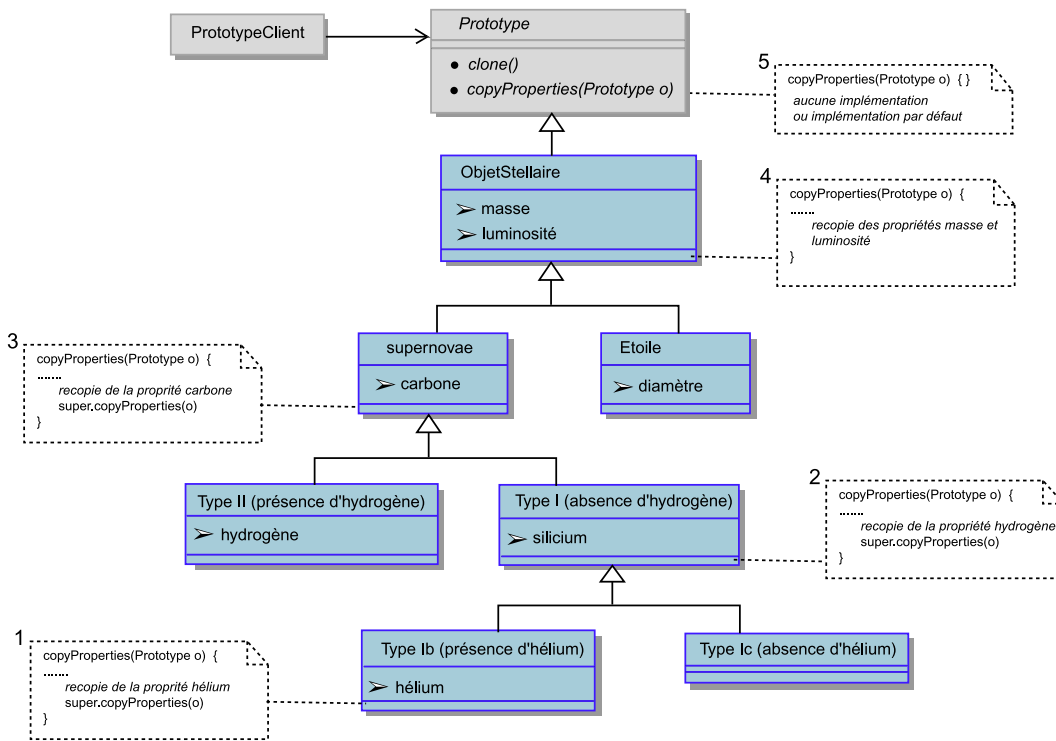 PrototypeClient
Prototype
● clone()
● copyProperties(Prototype o)
5
copyProperties(Prototype o) { }
aucune implémentation
ou implémentation par défaut
ObjetStellaire
➢ masse
➢ luminosité
4
copyProperties(Prototype o) {
......
recopie des propriétés masse et
luminosité
}
supernovae
➢ carbone
Etoile
➢ diamètre
3
copyProperties(Prototype o) {
......
recopie de la proprité carbone
super.copyProperties(o)
}
Type II (présence d'hydrogène)
➢ hydrogène
Type I (absence d'hydrogène)
➢ silicium
2
copyProperties(Prototype o) {
......
recopie de la propriété hydrogène
super.copyProperties(o)
}
1
copyProperties(Prototype o) {
......
recopie de la proprité hélium
super.copyProperties(o)
}
Type Ib (présence d'hélium)
➢ hélium
Type Ic (absence d'hélium)